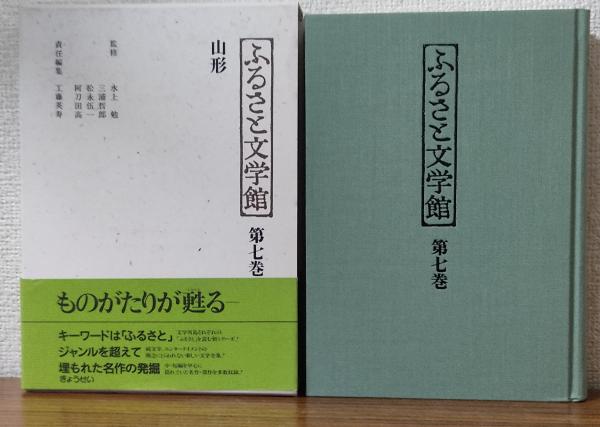 ふるさと文学館
第七巻
山形
監修
水上 勉
三浦哲郎
松永伍一
阿刀田高
責任編集
工藤英寿
ものがたりが甦る──
キーワードは「ふるさと」
ジャンルを超えて
埋もれた名作の発掘
ぎょうせい
ふるさと文学館
第七巻